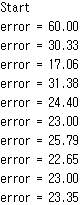 Start
error = 60.00
error = 30.33
error = 17.06
error = 31.38
error = 24.40
error = 23.00
error = 25.79
error = 22.65
error = 23.00
error = 23.35